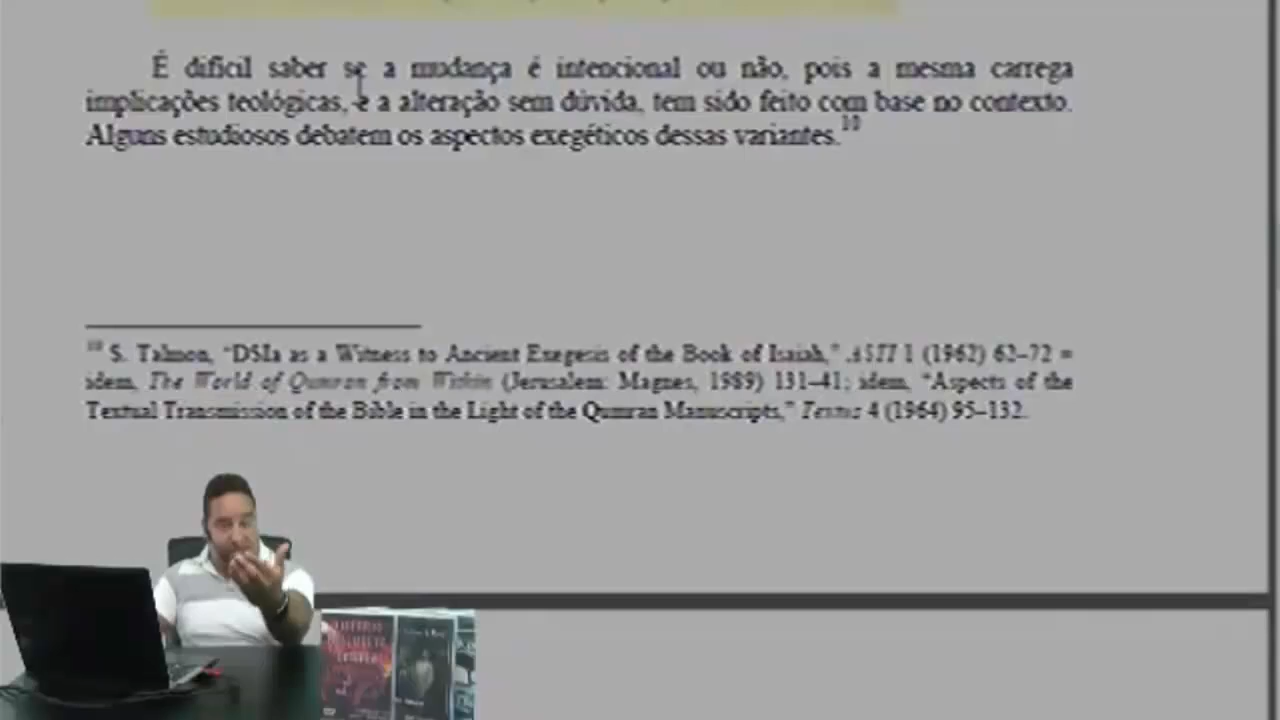 É difícil saber se a mudança é intencional ou não, pois a mesma carrega
implicações teológicas, e a alteração sem dúvida, tem sido feito com base no contexto.
Alguns estudiosos debatem os aspectos exegéticos dessas variantes.10
10 S. Talmon, “DSIa as a Witness to Ancient Exegesis of the Book of Isaiah,” ASTI 1 (1962) 62–72 =
idem, The World of Qumran from Within (Jerusalem: Magnes, 1989) 131–41; idem, “Aspects of the
Textual Transmission of the Bible in the Light of the Qumran Manuscripts,” Textus 4 (1964) 95–132.